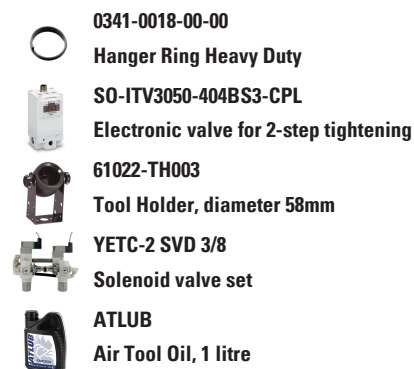 0341-0018-00-00
Hanger Ring Heavy Duty
SO-ITV3050-404BS3-CPL
Electronic valve for 2-step tightening
61022-TH003
Tool Holder, diameter 58mm
YETC-2 SVD 3/8
Solenoid valve set
ATLUB
Air Tool Oil, 1 litre
ATLUB